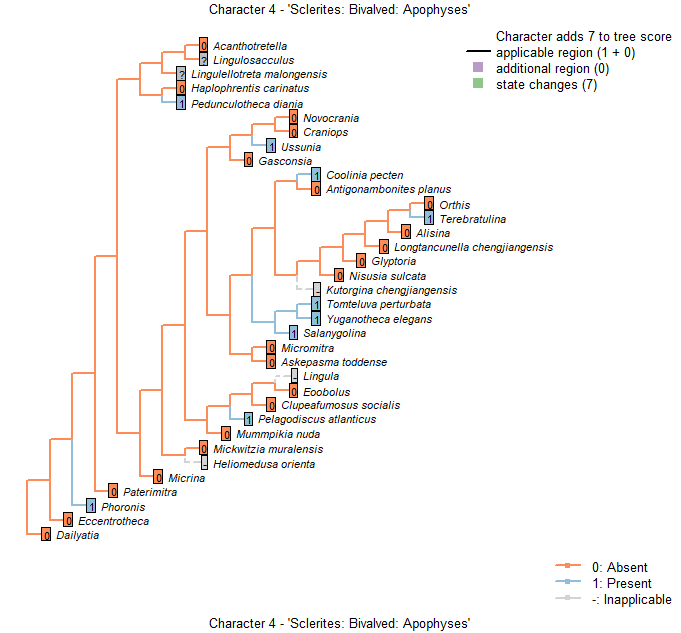 Character 4 - 'Sclerites: Bivalved: Apophyses'
Character adds 7 to tree score
applicable region (1 + 0)
additional region (0)
state changes (7)
0 Acanthotretella
? Lingulosacculus
? Lingulellotreta malongensis
0 Haplophrentis carinatus
1 Pedunculotheca diania
0 Novocrania
0 Craniops
1 Ussunia
0 Gasconsia
1 Coolinia pecten
0 Antigonambonites planus
0 Orthis
1 Terebratulina
0 Alisina
0 Longtancunella chengjiangensis
0 Glyptoria
0 Nisusia sulcata
- Kutorgina chengjiangensis
1 Tomteluva perturbata
1 Yuganotheca elegans
1 Salanygolina
0 Micromitra
0 Askepasma toddense
- Lingula
0 Eoobolus
0 Clupeafumosus socialis
1 Pelagodiscus atlanticus
0 Mummpikia nuda
0 Mickwitzia muralensis
- Heliomedusa orienta
0 Micrina
0 Paterimitra
1 Phoronis
0 Eccentrotheca
0 Dailyatia
0: Absent
1: Present
-: Inapplicable
Character 4 - 'Sclerites: Bivalved: Apophyses'